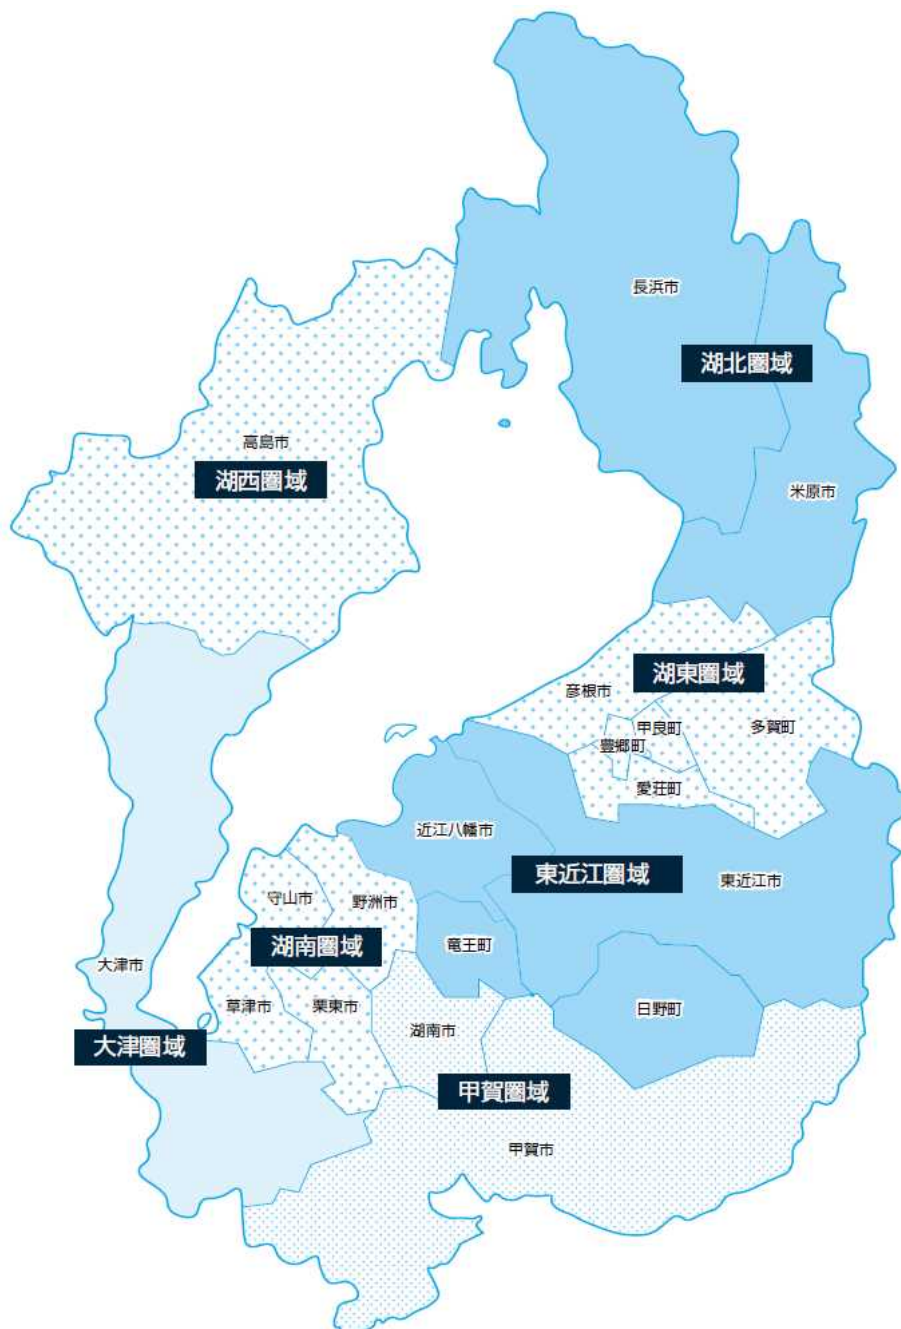 長浜市
湖北圏域
高島市
湖西圏域
米原市
湖東圏域
彦根市
甲良町
多賀町
豊郷町
愛荘町
近江八幡市
東近江圏域
東近江市
守山市
野洲市
湖南圏域
竜王町
大津市
草津市
栗東市
湖南市
日野町
大津圏域
甲賀圏域
甲賀市